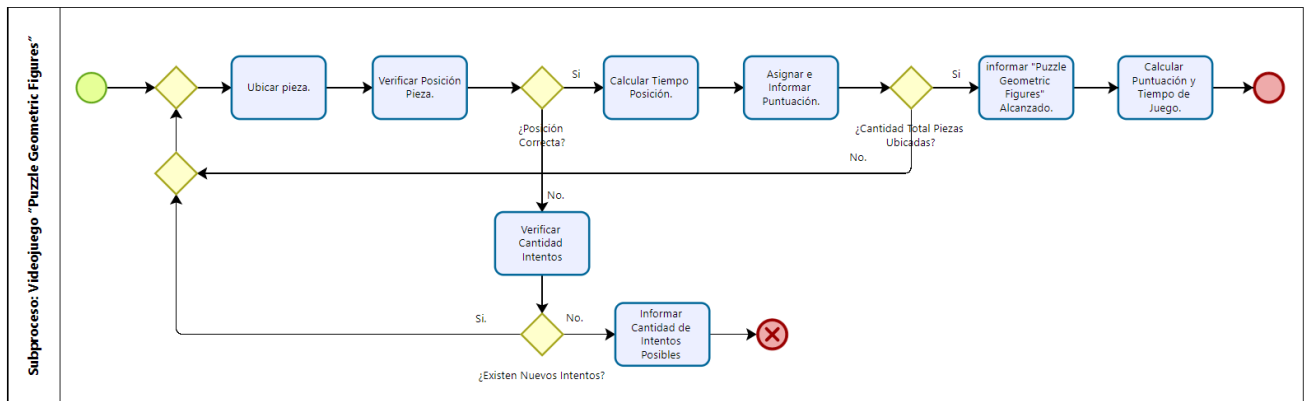 Subproceso: Videojuego "Puzzle Geometric Figures"
Ubicar pieza.
Verificar Posición
Pieza.
¿Posición
Correcta?
Si
Calcular Tiempo
Posición.
Asignar e
Informar
Puntuación.
¿Cantidad Total Piezas
Ubicadas?
Si
informar "Puzzle
Geometric
Figures"
Alcanzado.
Calcular
Puntuación y
Tiempo de
Juego.
No.
No.
Verificar
Cantidad
Intentos
Si.
No.
¿Existen Nuevos Intentos?
Informar
Cantidad de
Intentos
Posibles